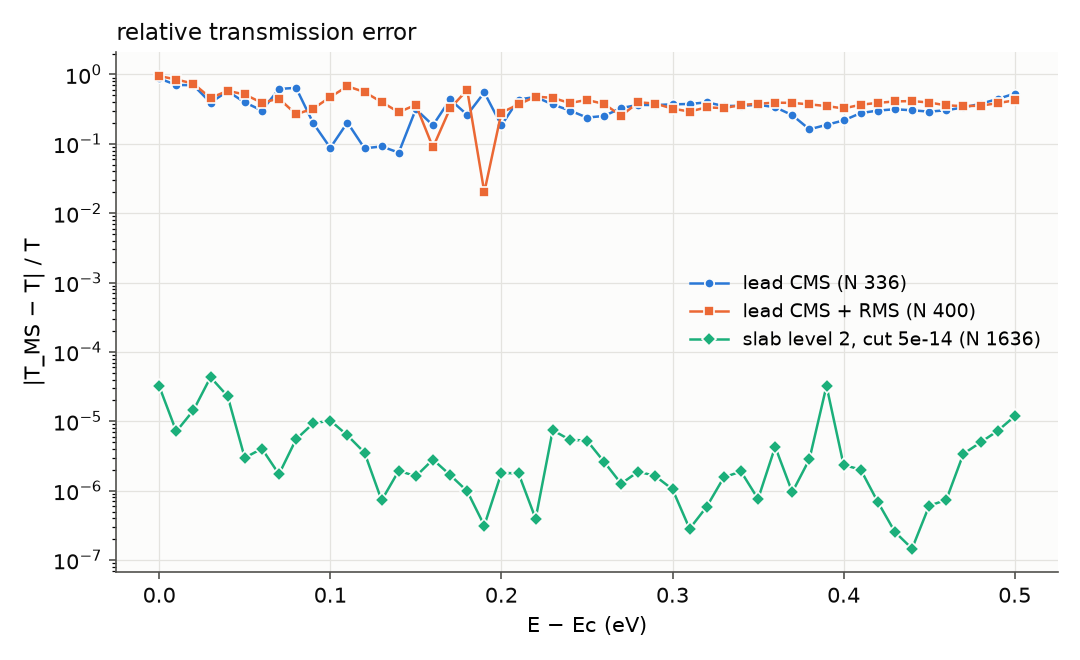 relative transmission error
|T_MS − T| / T
10⁰
10⁻¹
10⁻²
10⁻³
10⁻⁴
10⁻⁵
10⁻⁶
10⁻⁷
lead CMS (N 336)
lead CMS + RMS (N 400)
slab level 2, cut 5e-14 (N 1636)
0.0 0.1 0.2 0.3 0.4 0.5
E − Ec (eV)